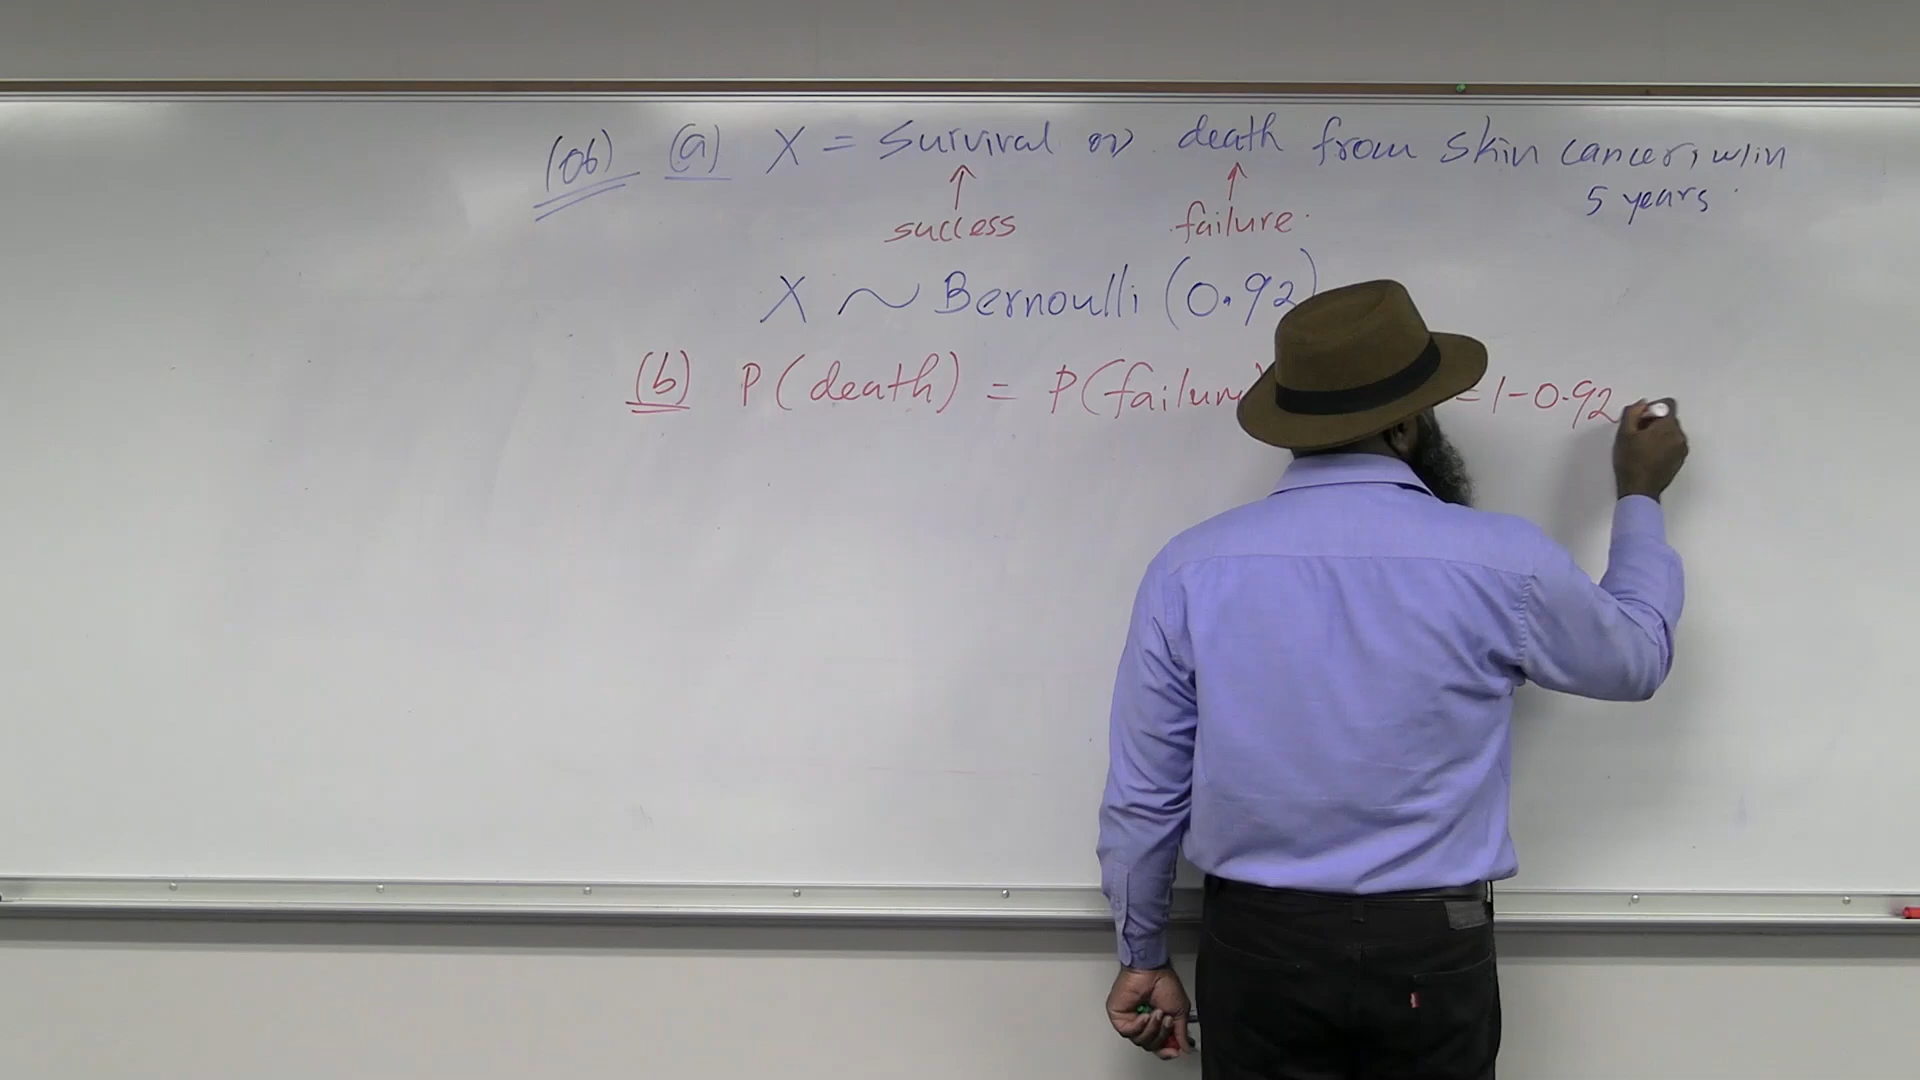 (06) (a) X = Survival or death from skin cancer, w/in
5 years.
↑ ↑
success failure.
X ~ Bernoulli (0.92)
(b) P(death) = P(failure) = 1-0.92